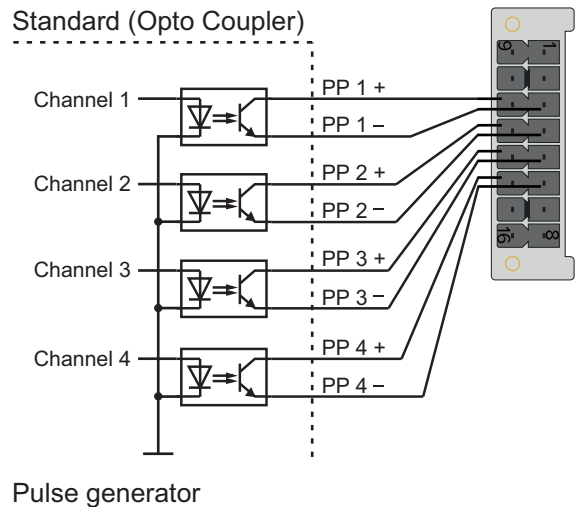 Standard (Opto Coupler)
9 1
Channel 1
PP 1 +
PP 1 –
Channel 2
PP 2 +
PP 2 –
Channel 3
PP 3 +
PP 3 –
16 8
Channel 4
PP 4 +
PP 4 –
Pulse generator